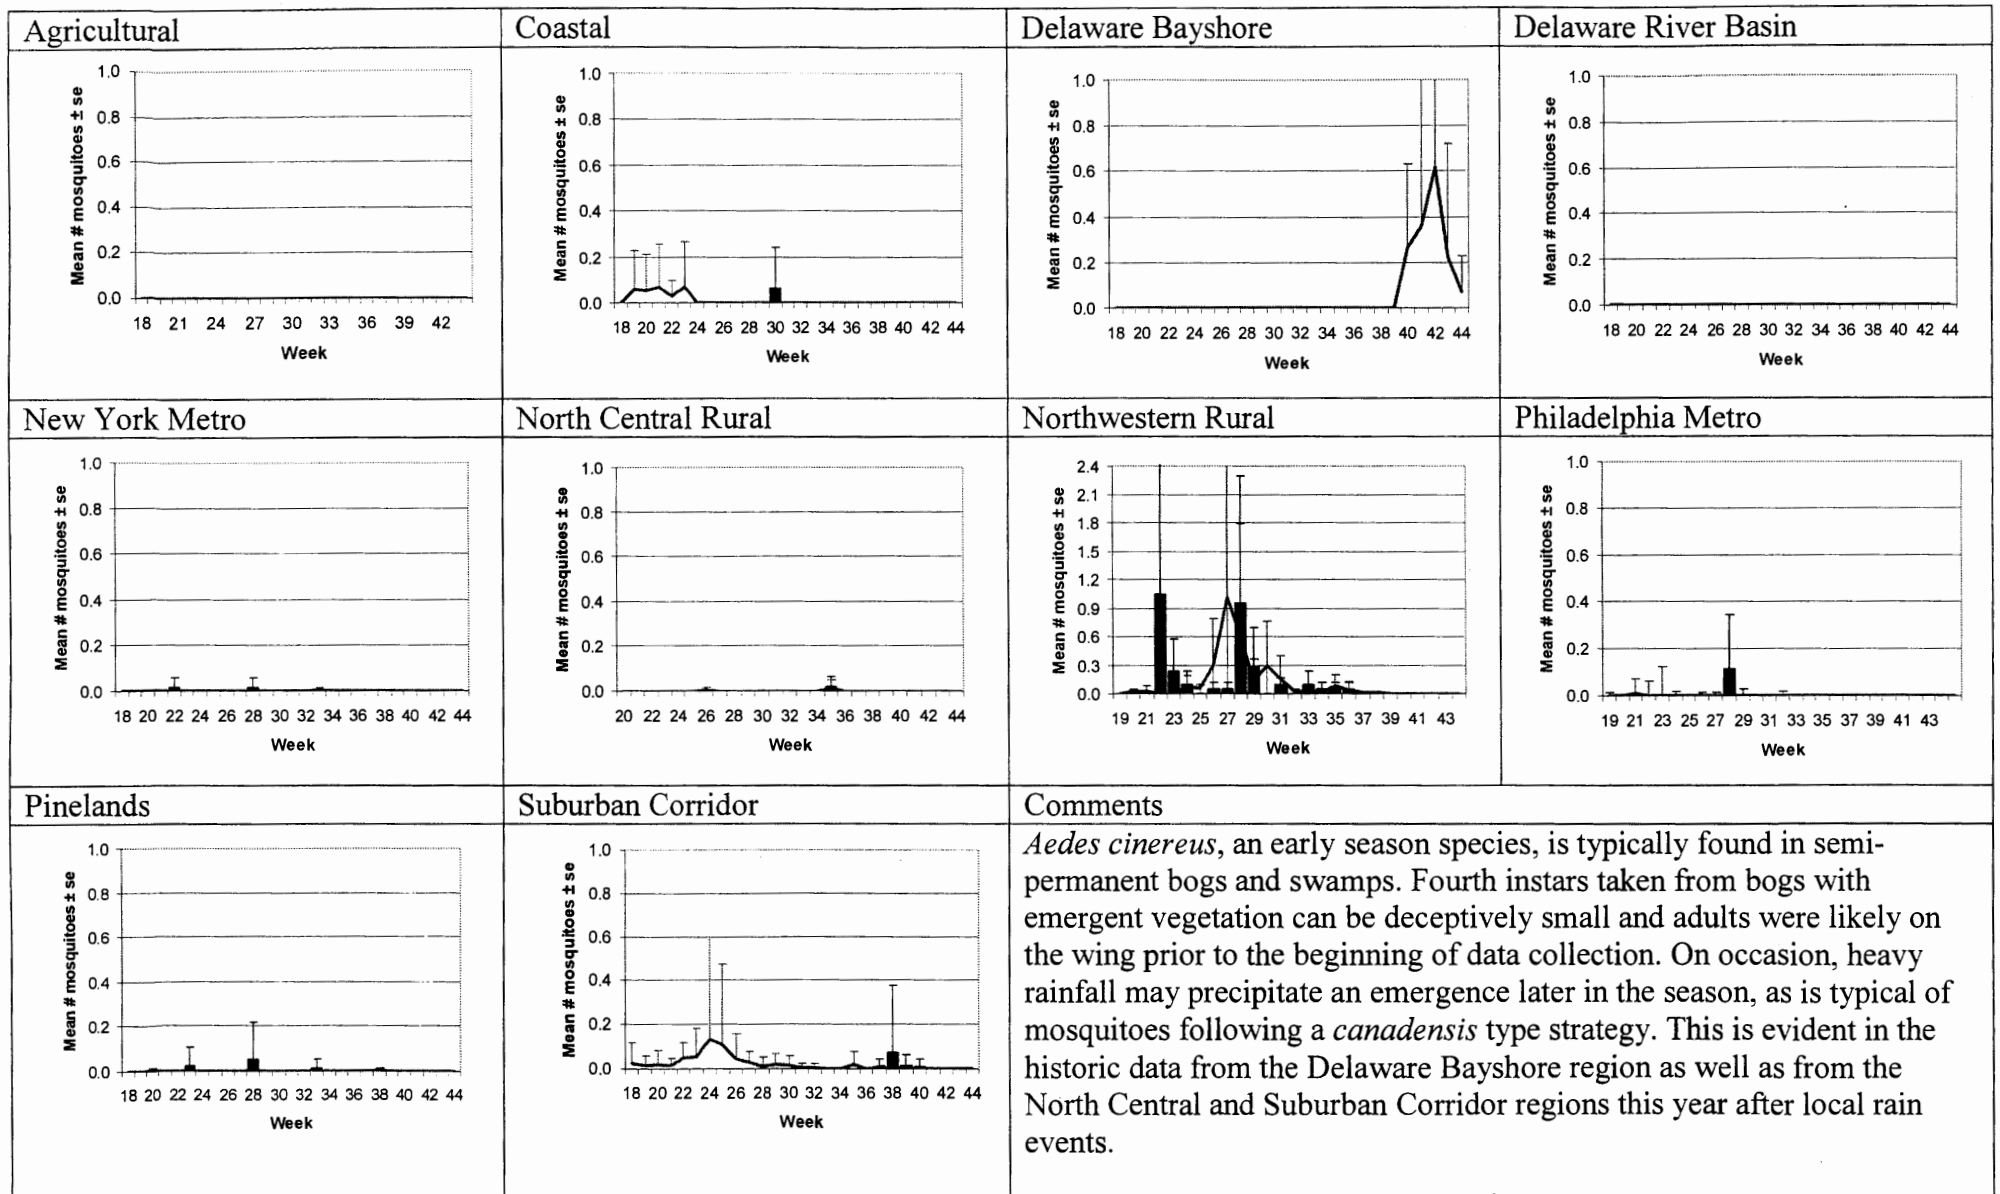 Agricultural
Mean # mosquitoes ± se
1.0
0.8
0.6
0.4
0.2
0.0
18 21 24 27 30 33 36 39 42
Week
Coastal
Mean # mosquitoes ± se
1.0
0.8
0.6
0.4
0.2
0.0
18 20 22 24 26 28 30 32 34 36 38 40 42 44
Week
Delaware Bayshore
Mean # mosquitoes ± se
1.0
0.8
0.6
0.4
0.2
0.0
18 20 22 24 26 28 30 32 34 36 38 40 42 44
Week
Delaware River Basin
Mean # mosquitoes ± se
1.0
0.8
0.6
0.4
0.2
0.0
18 20 22 24 26 28 30 32 34 36 38 40 42 44
Week
New York Metro
Mean # mosquitoes ± se
1.0
0.8
0.6
0.4
0.2
0.0
18 20 22 24 26 28 30 32 34 36 38 40 42 44
Week
North Central Rural
Mean # mosquitoes ± se
1.0
0.8
0.6
0.4
0.2
0.0
20 22 24 26 28 30 32 34 36 38 40 42 44
Week
Northwestern Rural
Mean # mosquitoes ± se
2.4
2.1
1.8
1.5
1.2
0.9
0.6
0.3
0.0
19 21 23 25 27 29 31 33 35 37 39 41 43
Week
Philadelphia Metro
Mean # mosquitoes ± se
1.0
0.8
0.6
0.4
0.2
0.0
19 21 23 25 27 29 31 33 35 37 39 41 43
Week
Pinelands
Mean # mosquitoes ± se
1.0
0.8
0.6
0.4
0.2
0.0
18 20 22 24 26 28 30 32 34 36 38 40 42 44
Week
Suburban Corridor
Mean # mosquitoes ± se
1.0
0.8
0.6
0.4
0.2
0.0
18 20 22 24 26 28 30 32 34 36 38 40 42 44
Week
Comments
Aedes cinereus, an early season species, is typically found in semi-
permanent bogs and swamps. Fourth instars taken from bogs with
emergent vegetation can be deceptively small and adults were likely on
the wing prior to the beginning of data collection. On occasion, heavy
rainfall may precipitate an emergence later in the season, as is typical of
mosquitoes following a canadensis type strategy. This is evident in the
historic data from the Delaware Bayshore region as well as from the
North Central and Suburban Corridor regions this year after local rain
events.